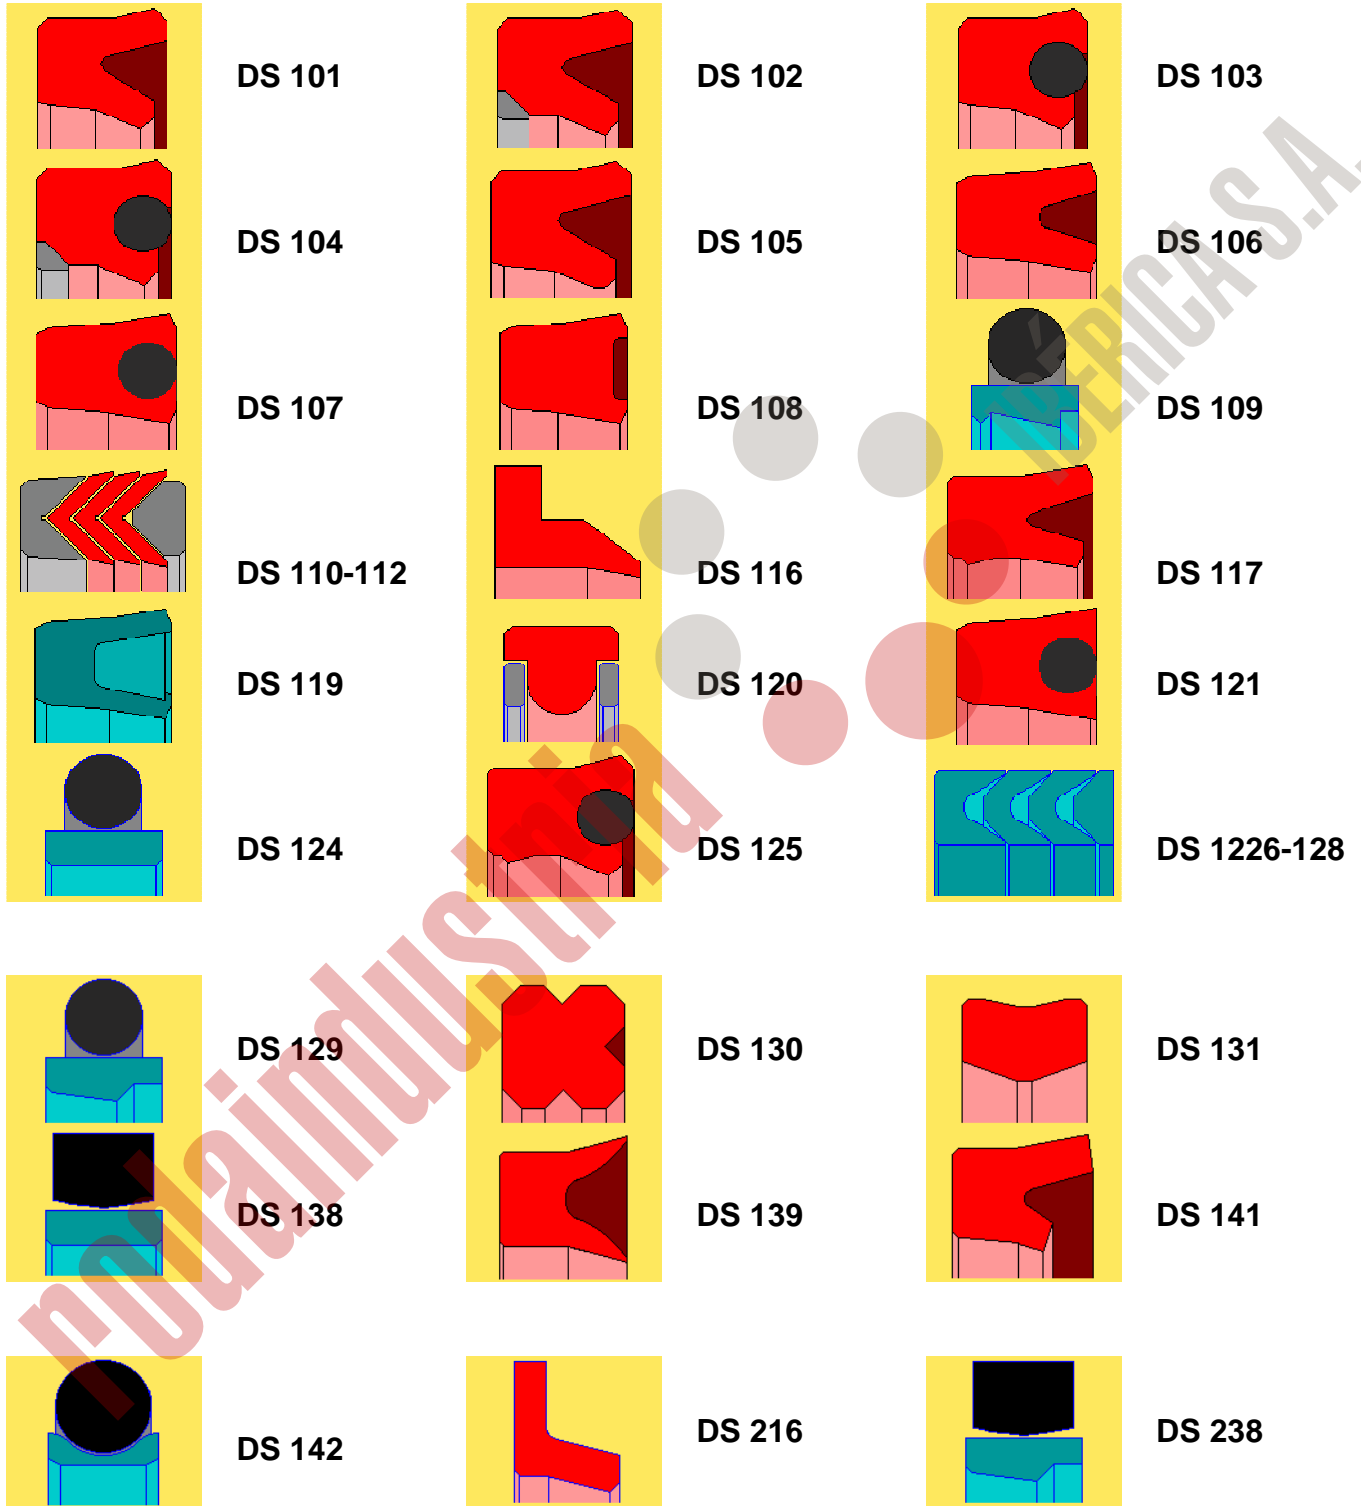 DS 101 DS 102 DS 103
DS 104 DS 105 DS 106
DS 107 DS 108 DS 109
DS 110-112 DS 116 DS 117
DS 119 DS 120 DS 121
DS 124 DS 125 DS 1226-128
DS 129 DS 130 DS 131
DS 138 DS 139 DS 141
DS 142 DS 216 DS 238
rodaindustria
IBÉRICA S.A.